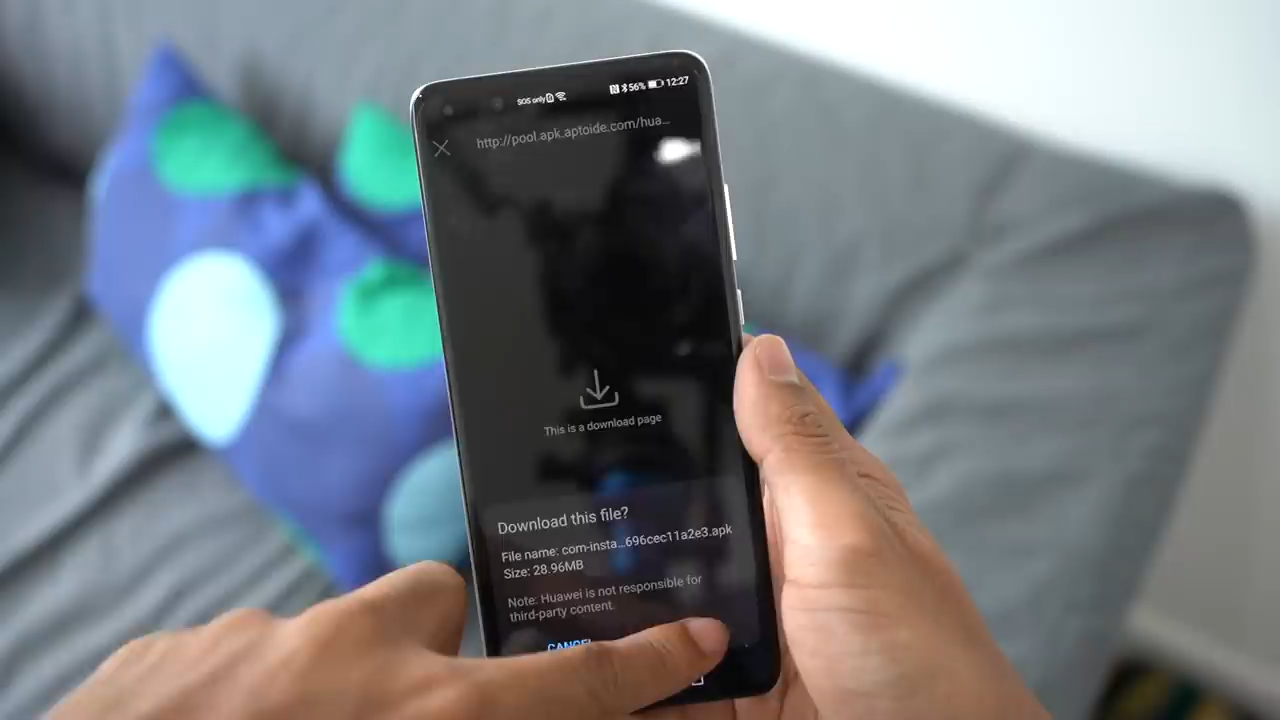 SOS only 56% 12:27
http://pool.apk.aptoide.com/hua...
This is a download page
Download this file?
File name: com-insta...696cec11a2e3.apk
Size: 28.96MB
Note: Huawei is not responsible for
third-party content.
CANCEL